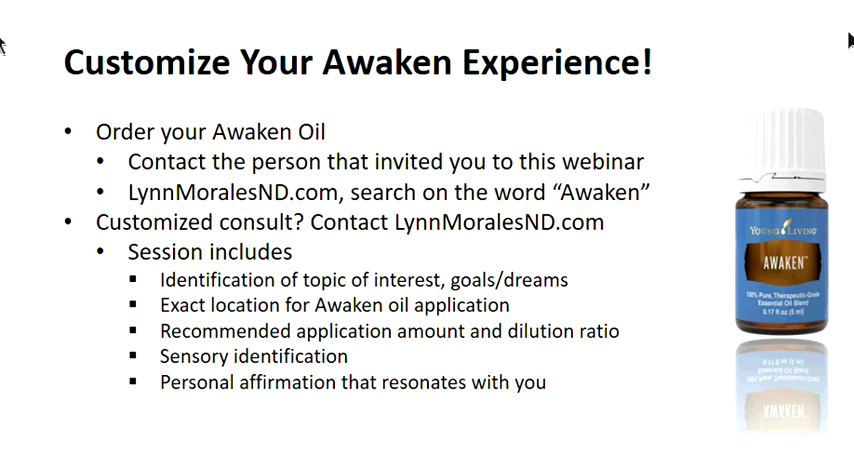 Customize Your Awaken Experience!
• Order your Awaken Oil
• Contact the person that invited you to this webinar
• LynnMoralesND.com, search on the word “Awaken”
• Customized consult? Contact LynnMoralesND.com
• Session includes
▪ Identification of topic of interest, goals/dreams
▪ Exact location for Awaken oil application
▪ Recommended application amount and dilution ratio
▪ Sensory identification
▪ Personal affirmation that resonates with you
YOUNG LIVING
AWAKEN™
100% Pure, Therapeutic-Grade
Essential Oil Blend
0.17 fl oz (5 ml)